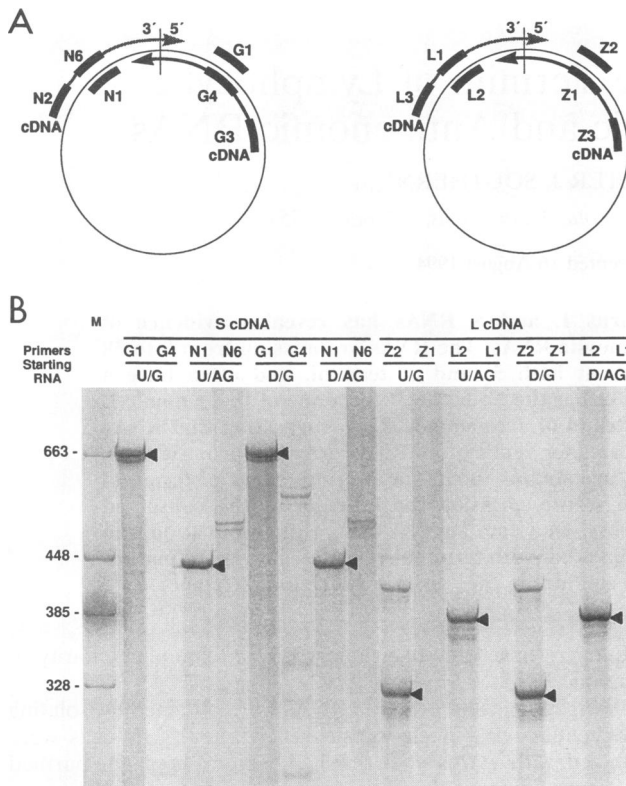 A
3´ 5´
N6
G1
N2
cDNA
N1
G4
G3
cDNA
3´ 5´
L1
Z2
L3
cDNA
L2
Z1
Z3
cDNA
B
M
S cDNA
L cDNA
Primers
G1 G4 N1 N6 G1 G4 N1 N6 Z2 Z1 L2 L1 Z2 Z1 L2 L1
Starting
RNA
U/G U/AG D/G D/AG U/G U/AG D/G D/AG
663 -
448 -
385 -
328 -